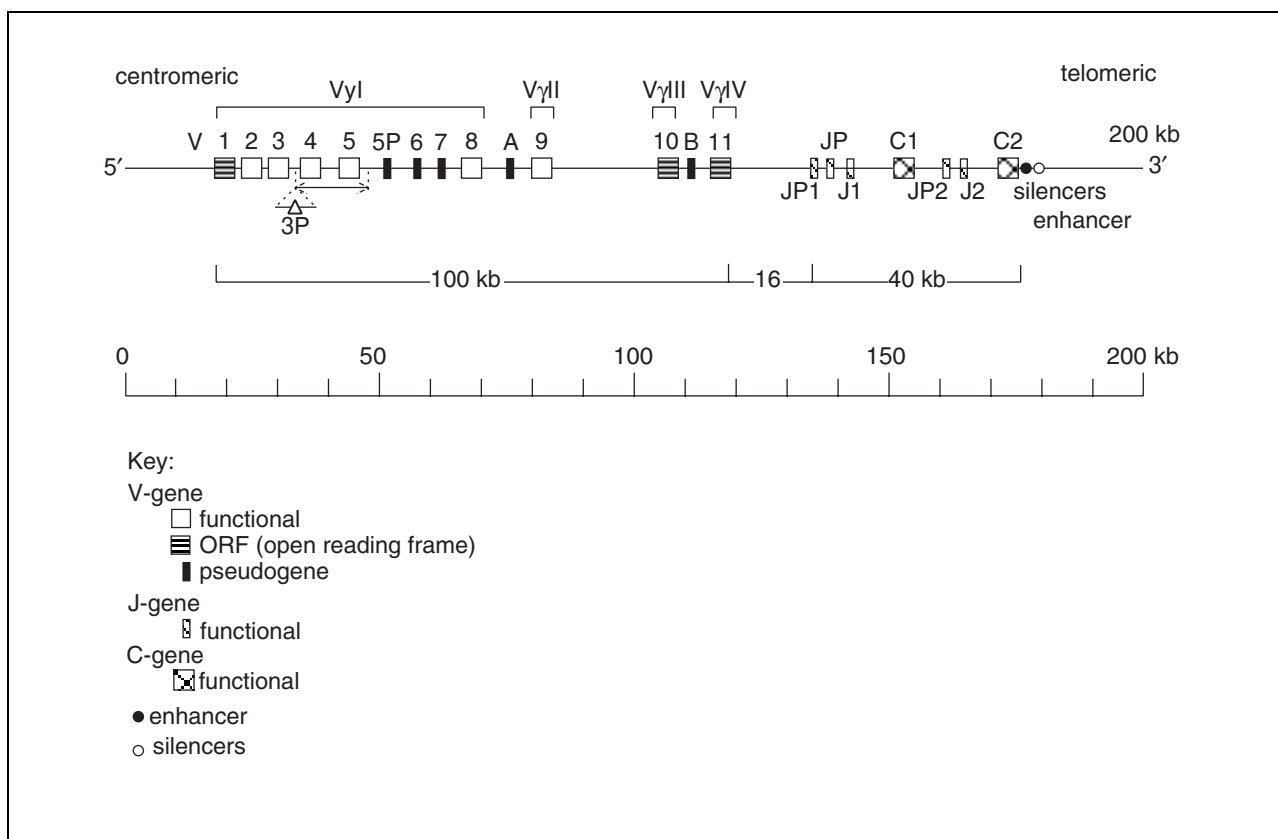 centromeric telomeric
VyI VγII VγIII VγIV
V 1 2 3 4 5 5P 6 7 8 A 9 10 B 11 JP C1 C2 200 kb
5′ 3′
JP1 J1 JP2 J2 silencers
3P enhancer
100 kb 16 40 kb
0 50 100 150 200 kb
Key:
V-gene
functional
ORF (open reading frame)
pseudogene
J-gene
functional
C-gene
functional
enhancer
silencers